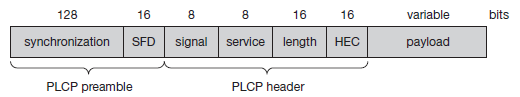 128 16 8 8 16 16 variable bits
synchronization SFD signal service length HEC payload
PLCP preamble PLCP header